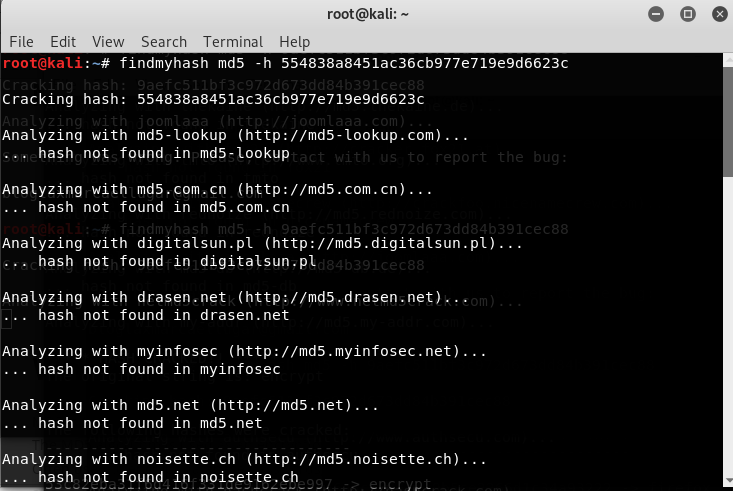 root@kali: ~
File Edit View Search Terminal Help
root@kali:~# findmyhash md5 -h 554838a8451ac36cb977e719e9d6623c
Cracking hash: 554838a8451ac36cb977e719e9d6623c
Analyzing with md5-lookup (http://md5-lookup.com)...
... hash not found in md5-lookup
Analyzing with md5.com.cn (http://md5.com.cn)...
... hash not found in md5.com.cn
root@kali:~# findmyhash md5 -h 9aefc511bf3c972d673dd84b391cec88
Analyzing with digitalsun.pl (http://md5.digitalsun.pl)...
... hash not found in digitalsun.pl
Analyzing with drasen.net (http://md5.drasen.net)...
... hash not found in drasen.net
Analyzing with myinfosec (http://md5.myinfosec.net)...
... hash not found in myinfosec
Analyzing with md5.net (http://md5.net)...
... hash not found in md5.net
Analyzing with noisette.ch (http://md5.noisette.ch)...
... hash not found in noisette.ch